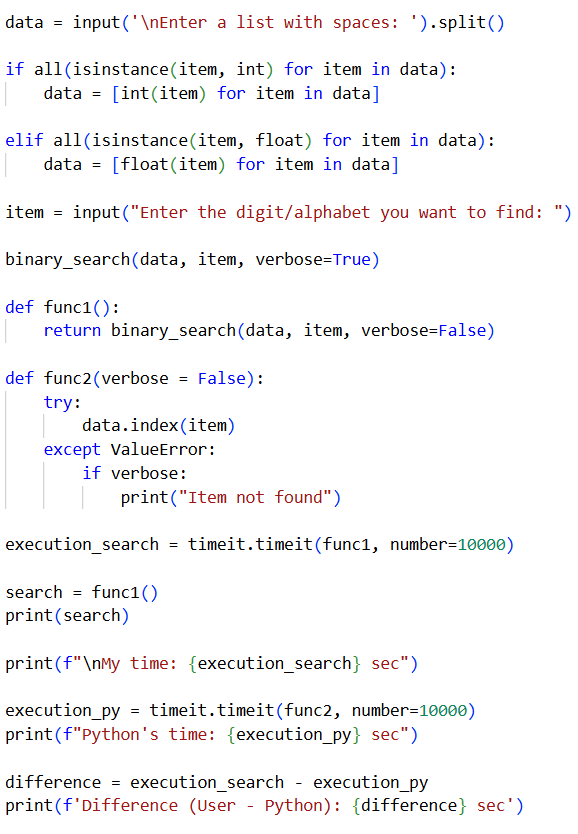 data = input('\nEnter a list with spaces: ').split()
if all(isinstance(item, int) for item in data):
    data = [int(item) for item in data]
elif all(isinstance(item, float) for item in data):
    data = [float(item) for item in data]
item = input("Enter the digit/alphabet you want to find: ")
binary_search(data, item, verbose=True)
def func1():
    return binary_search(data, item, verbose=False)
def func2(verbose = False):
    try:
        data.index(item)
    except ValueError:
        if verbose:
            print("Item not found")
execution_search = timeit.timeit(func1, number=10000)
search = func1()
print(search)
print(f"\nMy time: {execution_search} sec")
execution_py = timeit.timeit(func2, number=10000)
print(f"Python's time: {execution_py} sec")
difference = execution_search - execution_py
print(f'Difference (User - Python): {difference} sec')